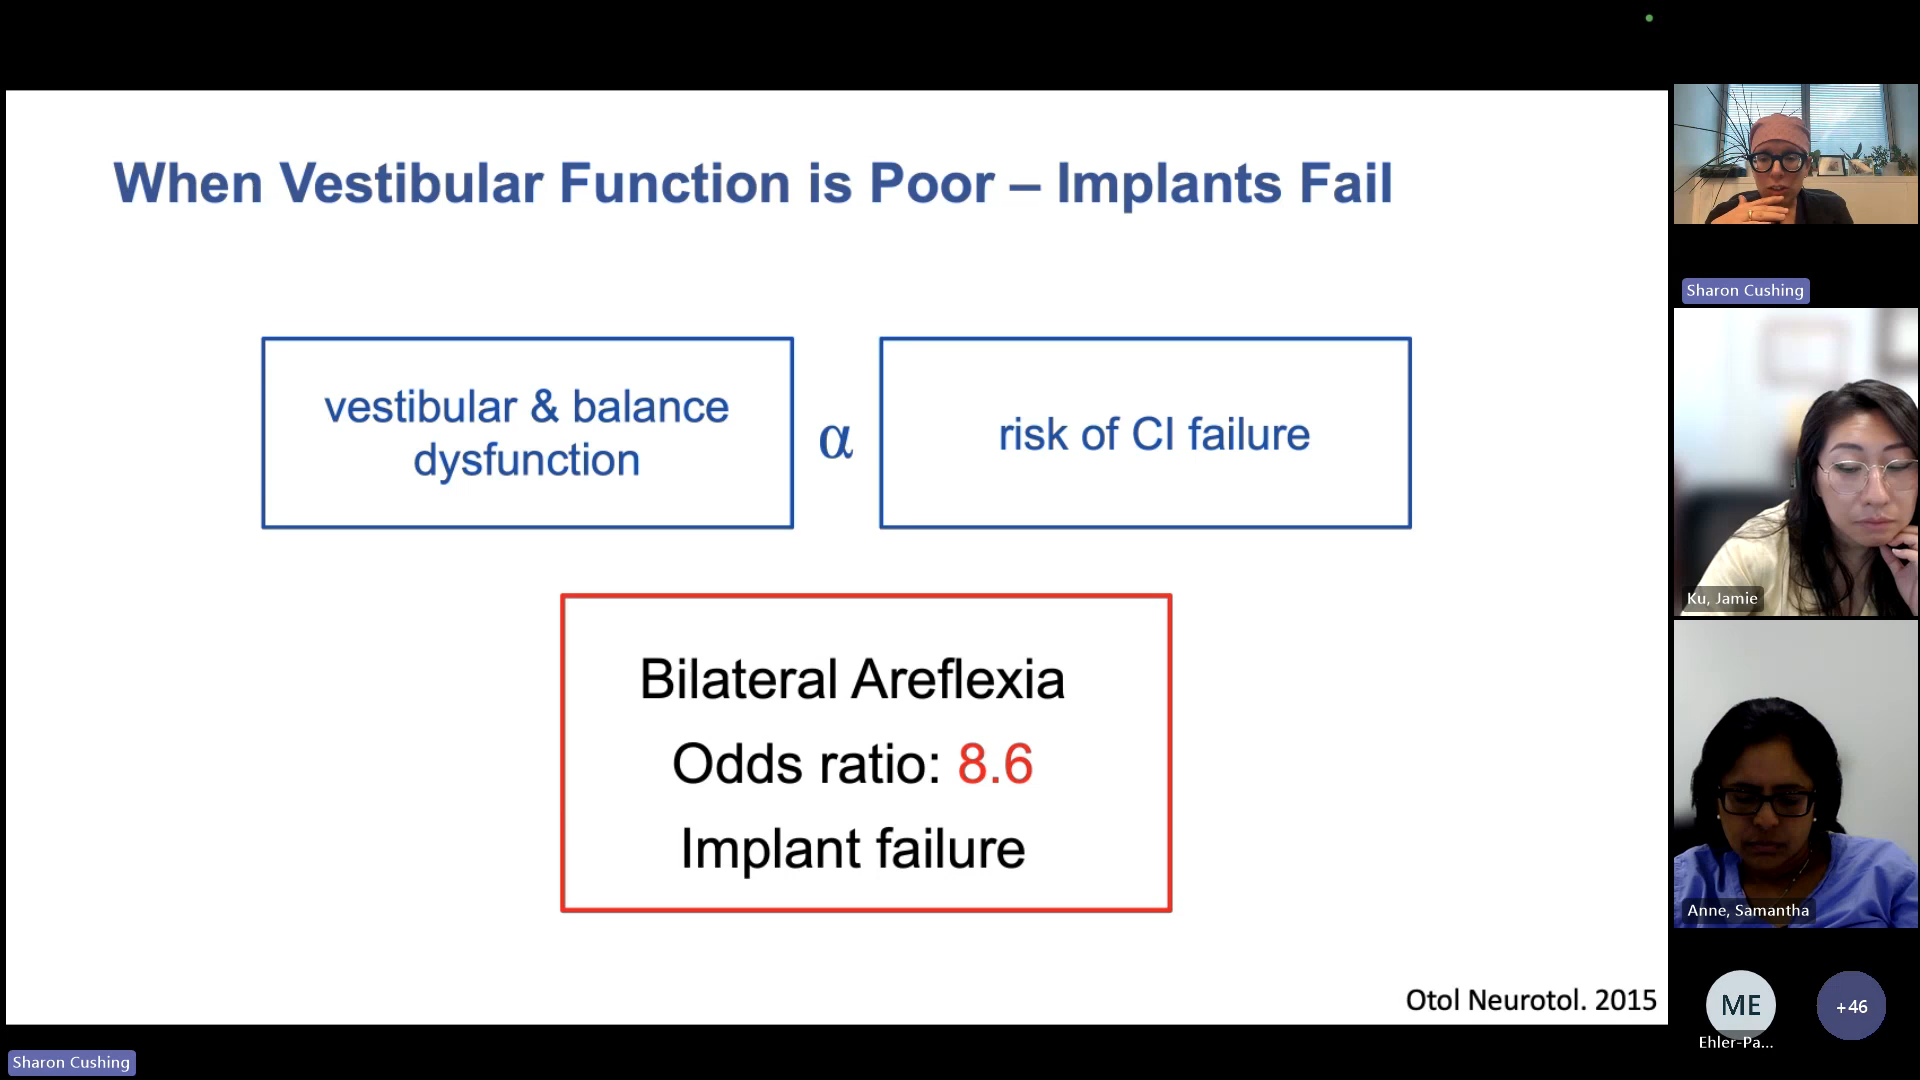 When Vestibular Function is Poor – Implants Fail
vestibular & balance
dysfunction
α
risk of CI failure
Bilateral Areflexia
Odds ratio: 8.6
Implant failure
Otol Neurotol. 2015
Sharon Cushing
Sharon Cushing
Ku, Jamie
Anne, Samantha
ME
Ehler-Pa...
+46